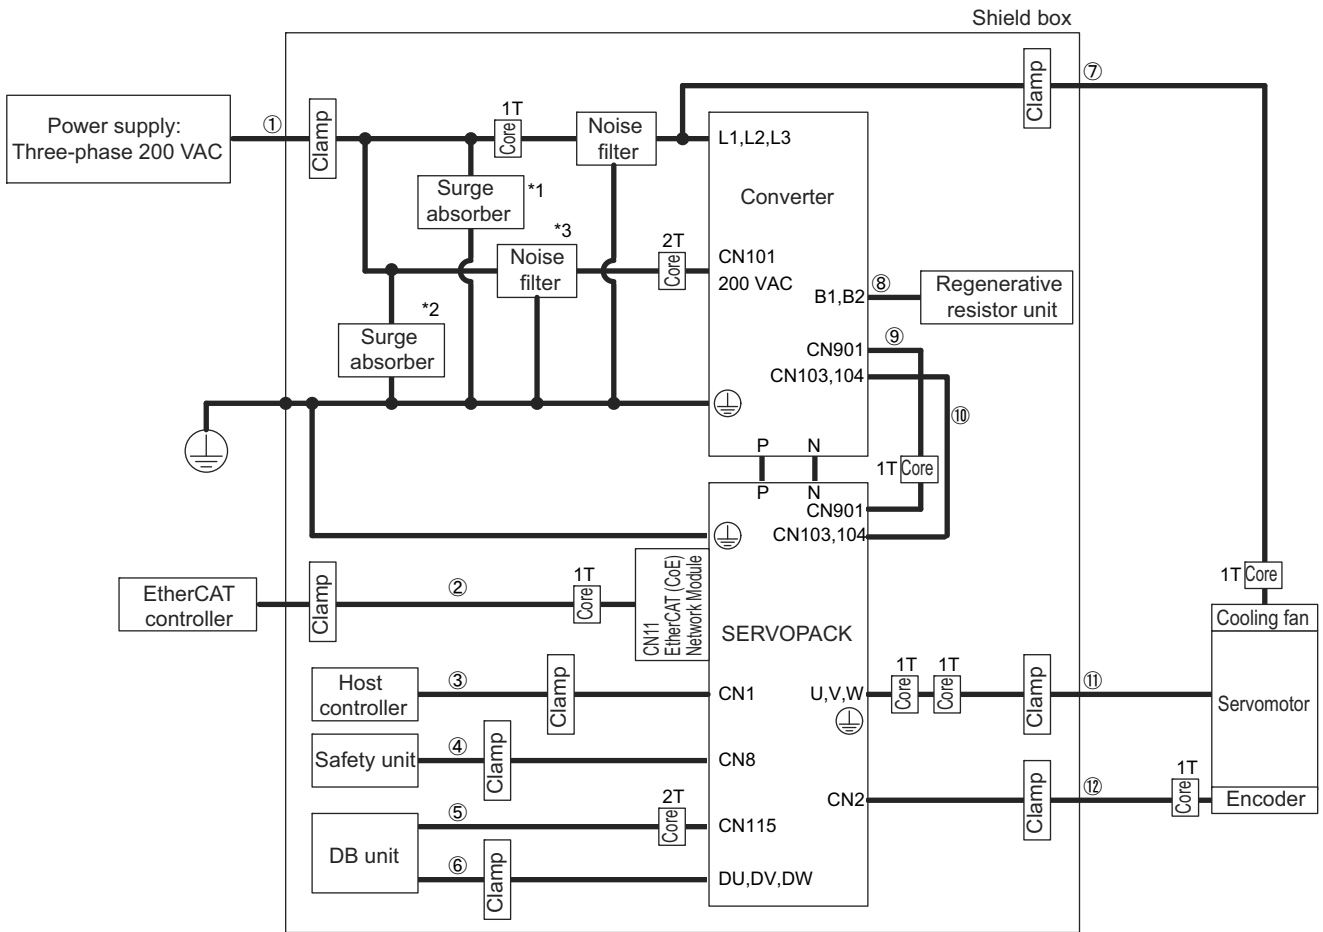 Shield box
Power supply:
Three-phase 200 VAC
①
Clamp
1T
Core
Noise
filter
Clamp
⑦
L1,L2,L3
Converter
Surge
absorber
*1
*3
Noise
filter
2T
Core
CN101
200 VAC
B1,B2
⑧
Regenerative
resistor unit
*2
Surge
absorber
CN901
⑨
CN103,104
⑩
P
N
1T
Core
P
N
CN901
CN103,104
EtherCAT
controller
Clamp
②
1T
Core
CN11
EtherCAT (CoE)
Network Module
SERVOPACK
1T
Core
Cooling fan
Host
controller
③
Clamp
CN1
U,V,W
1T
Core
1T
Core
Clamp
⑪
Servomotor
Safety unit
④
Clamp
CN8
CN2
Clamp
⑫
1T
Core
Encoder
DB unit
⑤
2T
Core
CN115
⑥
Clamp
DU,DV,DW